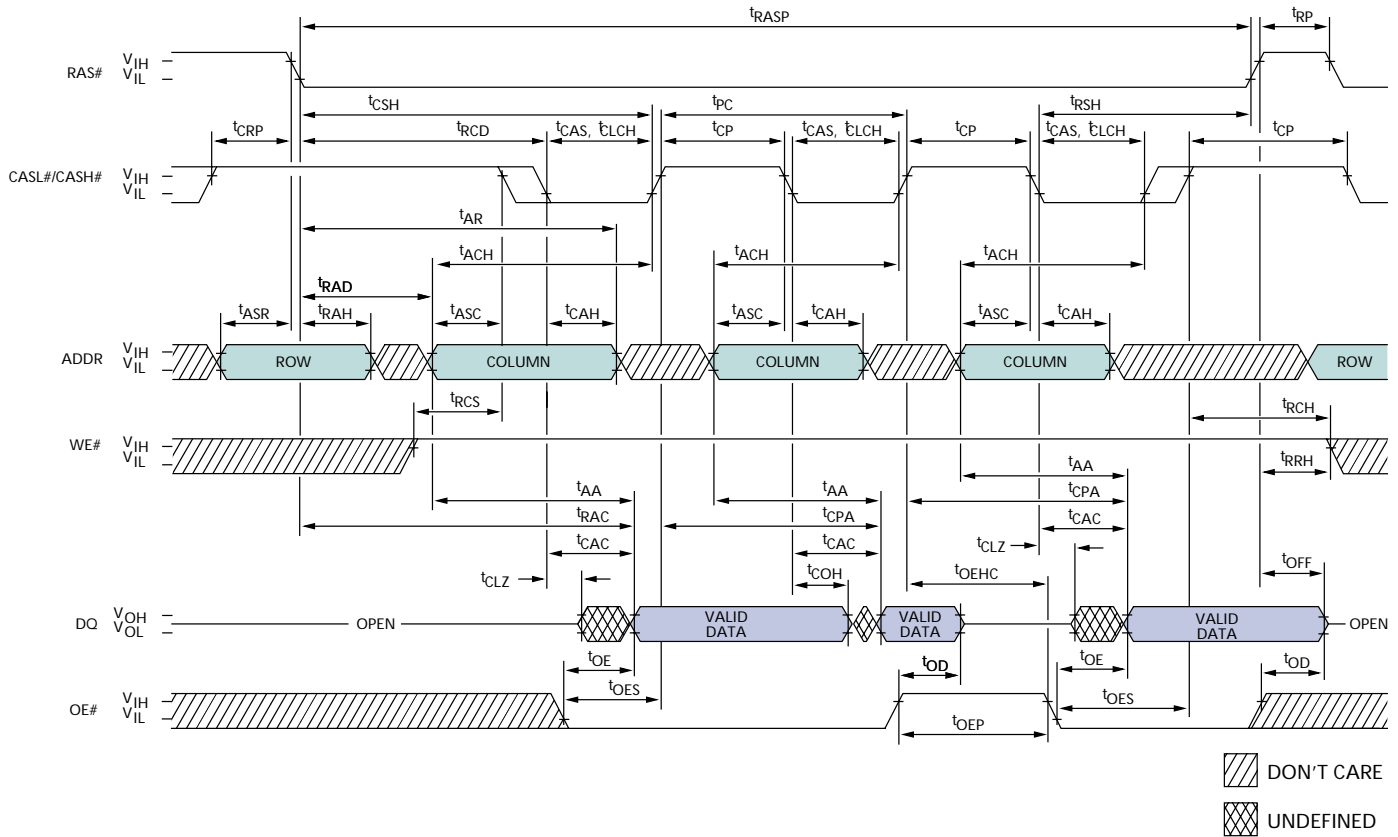 tRASP tRP
RAS# VIH
VIL
tCSH tPC tRSH
tCRP tRCD tCAS, tCLCH tCP tCAS, tCLCH tCP tCAS, tCLCH tCP
CASL#/CASH# VIH
VIL
tAR
tACH tACH tACH
tRAD
tASR tRAH tASC tCAH tASC tCAH tASC tCAH
ADDR VIH
VIL
ROW COLUMN COLUMN COLUMN ROW
tRCS tRCH
WE# VIH
VIL
tRRH
tAA tAA tAA
tRAC tCPA tCPA
tCAC tCAC tCAC
tCLZ tCOH tOEHC tCLZ tOFF
DQ VOH
VOL
OPEN VALID DATA VALID DATA VALID DATA OPEN
tOE tOD tOE tOD
tOES tOES
OE# VIH
VIL
tOEP
DON'T CARE
UNDEFINED